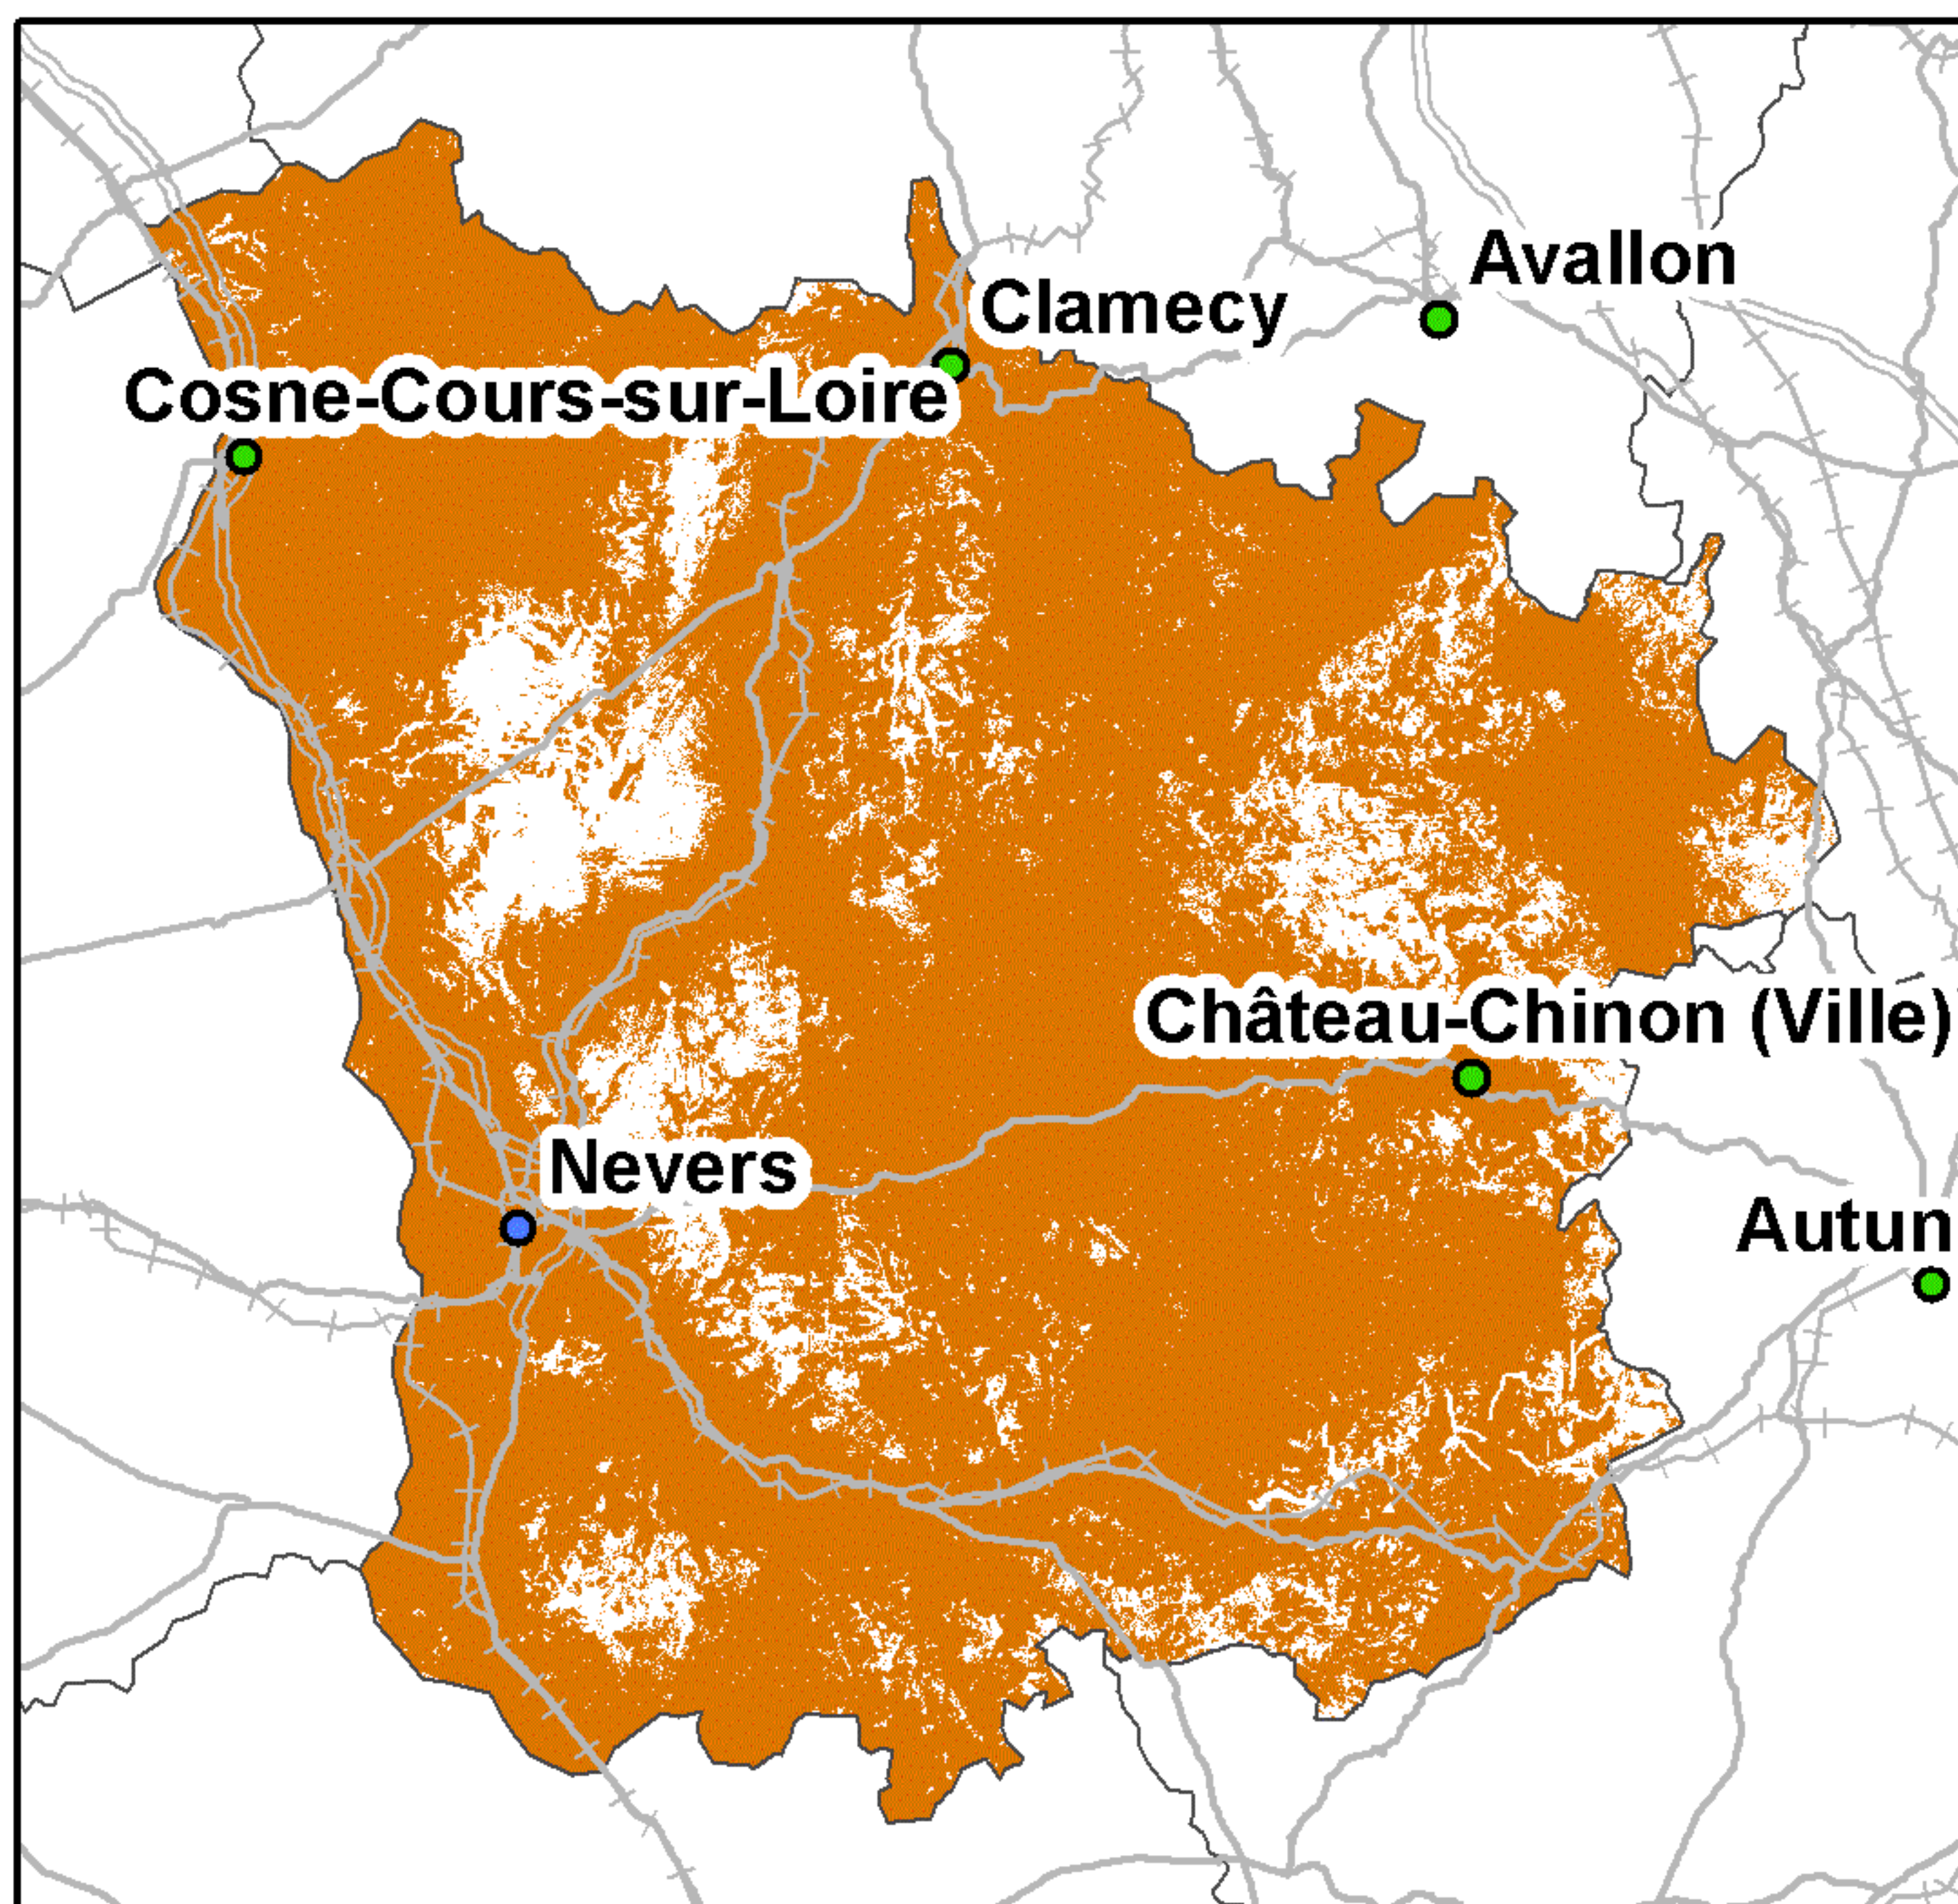 Avallon
Clamecy
Cosne-Cours-sur-Loire
Château-Chinon (Ville)
Nevers
Autun